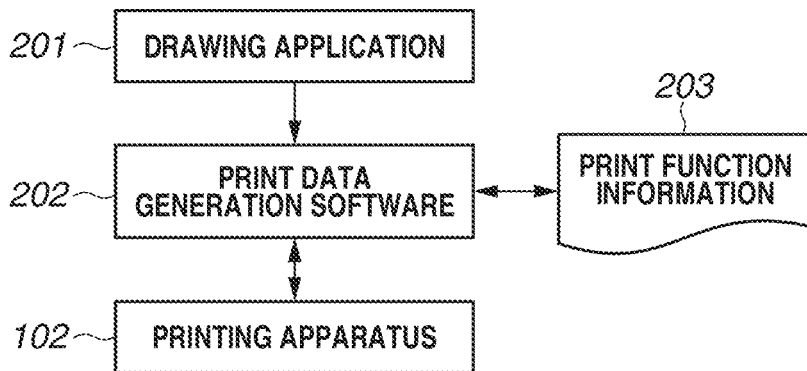 201
DRAWING APPLICATION
203
202
PRINT DATA
GENERATION SOFTWARE
PRINT FUNCTION
INFORMATION
102
PRINTING APPARATUS